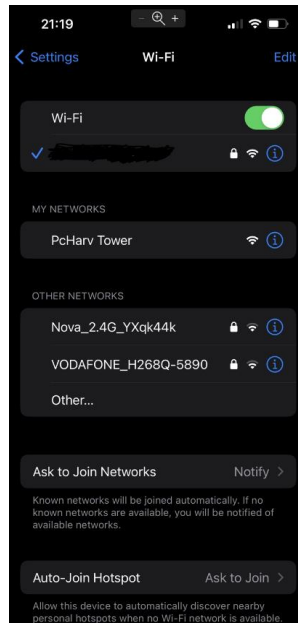 21:19
Settings Wi-Fi Edit
Wi-Fi
MY NETWORKS
PcHarv Tower
OTHER NETWORKS
Nova_2.4G_YXqk44k
VODAFONE_H268Q-5890
Other...
Ask to Join Networks Notify
Known networks will be joined automatically. If no
known networks are available, you will be notified of
available networks.
Auto-Join Hotspot Ask to Join
Allow this device to automatically discover nearby
personal hotspots when no Wi-Fi network is available.